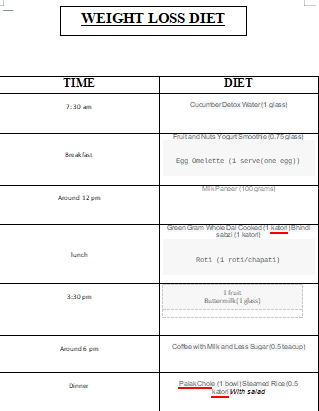 WEIGHT LOSS DIET
TIME DIET
7:30 am Cucumber Detox Water(1 glass)
Fruit and Nuts Yogurt Smoothie (0.75 glass)
Breakfast
Egg Omelette (1 serve(one egg))
Around 12 pm Milk Paneer (100 grams)
Green Gram Whole Dal Cooked (1 katori)Bhindi
sabzi (1 katori)
lunch
Roti (1 roti/chapati)
3:30 pm 1 fruit
Buttermilk(1 glass)
Around 6 pm Coffee with Milk and Less Sugar(0.5 teacup)
Dinner PalakChole (1 bowl)Steamed Rice(0.5
katori With salad